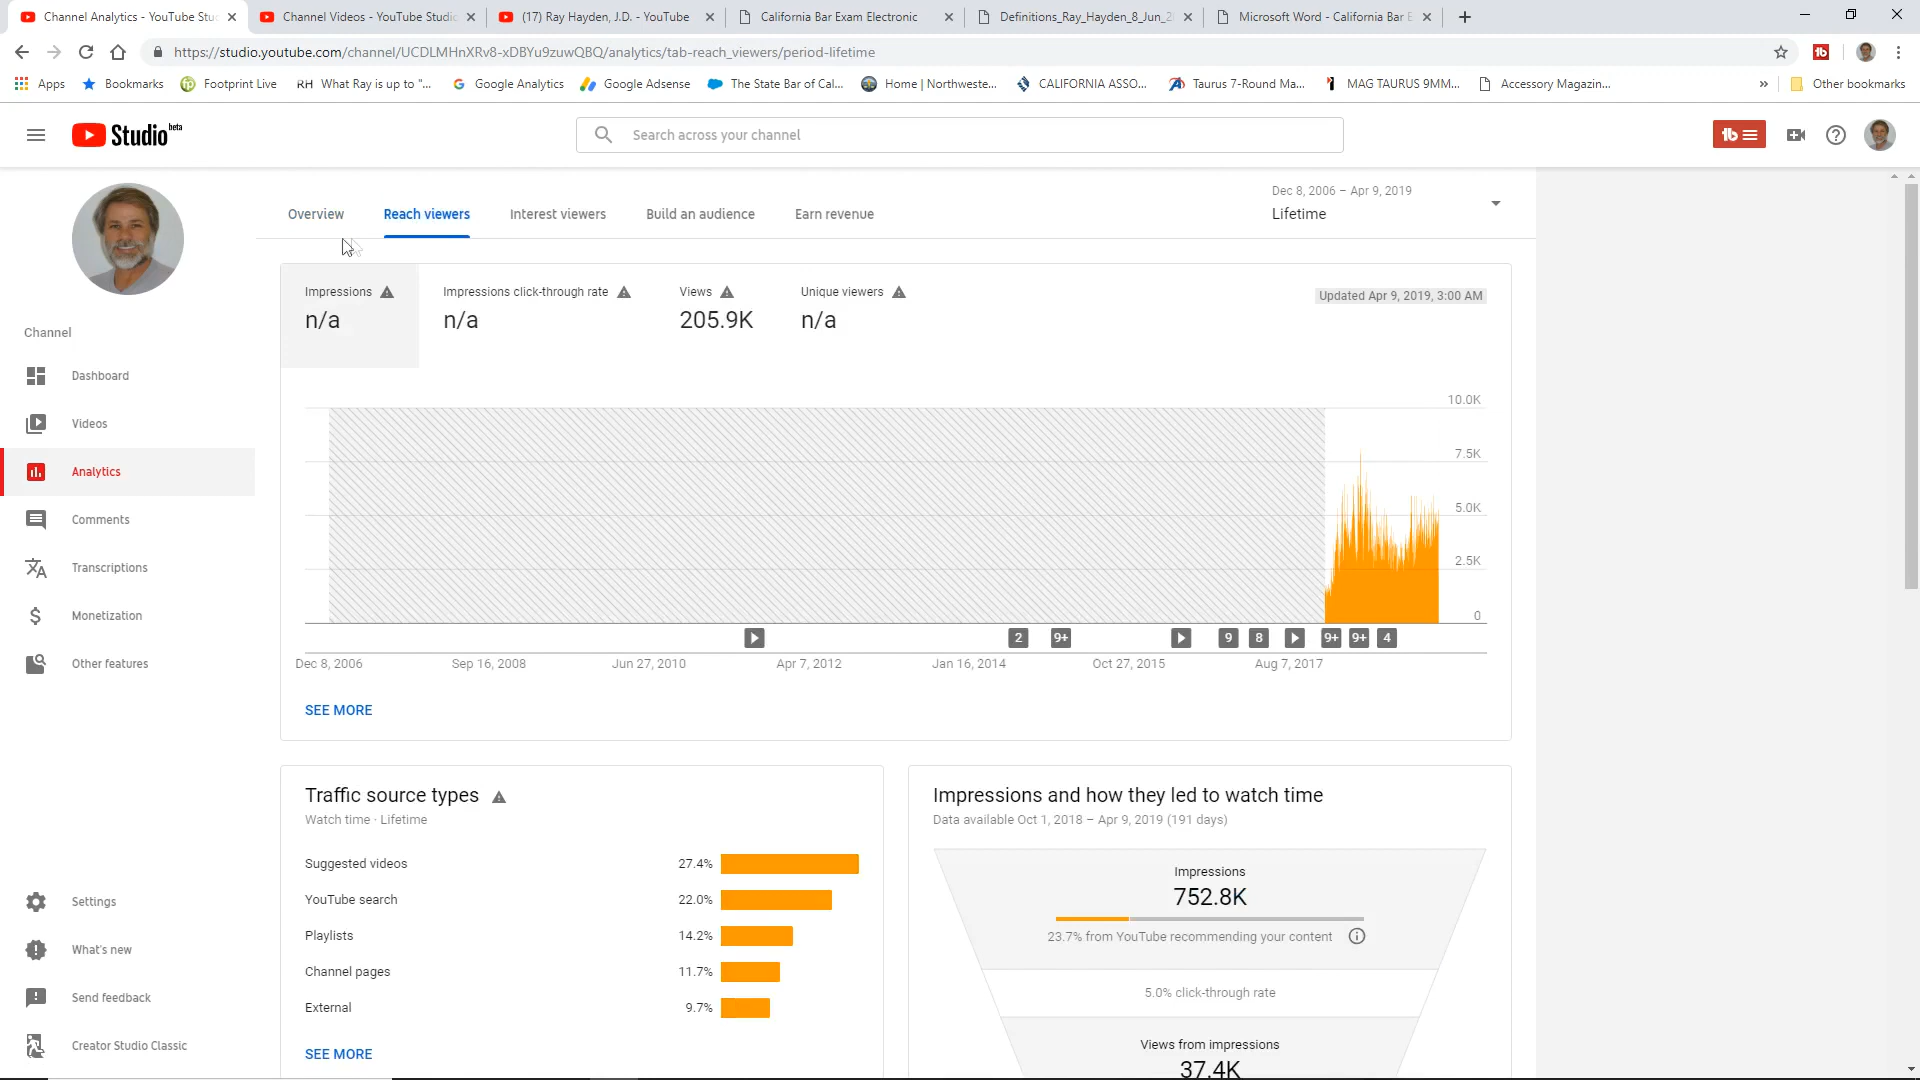 Channel Analytics - YouTube Stu
Channel Videos - YouTube Studio
(17) Ray Hayden, J.D. - YouTube
California Bar Exam Electronic
Definitions_Ray_Hayden_8_Jun_2
Microsoft Word - California Bar E
https://studio.youtube.com/channel/UCDLMHnXRv8-xDBYu9zuwQBQ/analytics/tab-reach_viewers/period-lifetime
Apps
Bookmarks
Footprint Live
RH What Ray is up to "...
Google Analytics
Google Adsense
The State Bar of Cal...
Home | Northweste...
CALIFORNIA ASSO...
Taurus 7-Round Ma...
MAG TAURUS 9MM...
Accessory Magazin...
» Other bookmarks
Studio beta
Search across your channel
Overview
Reach viewers
Interest viewers
Build an audience
Earn revenue
Dec 8, 2006 – Apr 9, 2019
Lifetime
Channel
Dashboard
Videos
Analytics
Comments
Transcriptions
Monetization
Other features
Settings
What's new
Send feedback
Creator Studio Classic
Impressions
n/a
Impressions click-through rate
n/a
Views
205.9K
Unique viewers
n/a
Updated Apr 9, 2019, 3:00 AM
10.0K
7.5K
5.0K
2.5K
0
2 9+ 9 8 9+ 9+ 4
Dec 8, 2006 Sep 16, 2008 Jun 27, 2010 Apr 7, 2012 Jan 16, 2014 Oct 27, 2015 Aug 7, 2017
SEE MORE
Traffic source types
Watch time · Lifetime
Suggested videos 27.4%
YouTube search 22.0%
Playlists 14.2%
Channel pages 11.7%
External 9.7%
SEE MORE
Impressions and how they led to watch time
Data available Oct 1, 2018 – Apr 9, 2019 (191 days)
Impressions
752.8K
23.7% from YouTube recommending your content
5.0% click-through rate
Views from impressions
37.4K